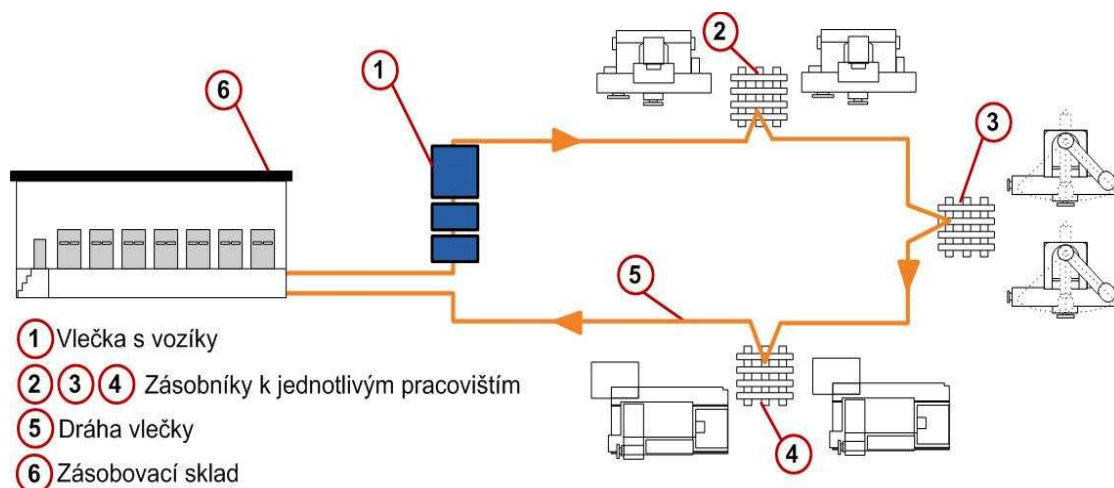 2
1
3
6
5
1 Vlečka s vozíky
2 3 4 Zásobníky k jednotlivým pracovištím
5 Dráha vlečky
4
6 Zásobovací sklad